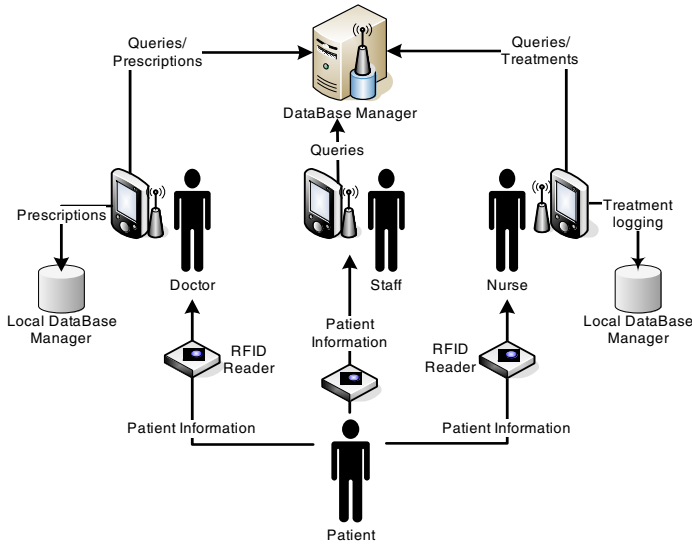 Queries/
Prescriptions
Queries/
Treatments
DataBase Manager
Queries
Prescriptions
Treatment
logging
Doctor
Staff
Nurse
Local DataBase
Manager
Local DataBase
Manager
Patient
Information
RFID
Reader
RFID
Reader
Patient Information
Patient Information
Patient